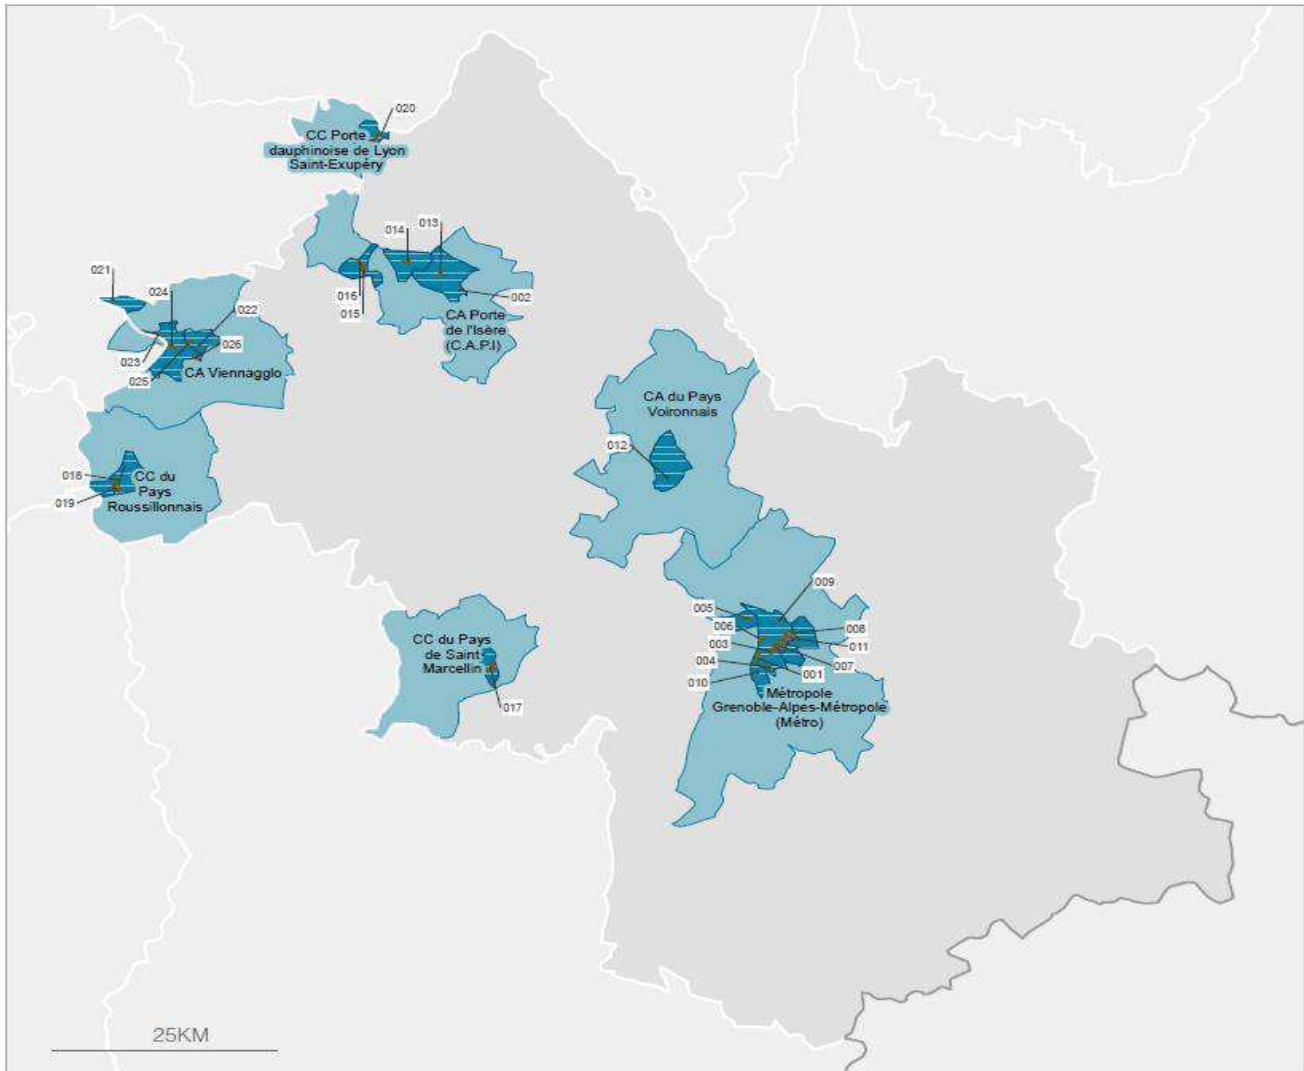 020
CC Porte
dauphinoise de Lyon
Saint-Exupéry
014
013
016
015
002
CA Porte
de l'Isère
(C.A.P.I)
021
024
022
026
023
025
CA Viennagglo
CA du Pays
Voironnais
012
018
019
CC du
Pays
Roussillonnais
009
005
006
008
003
011
004
007
010
001
Métropole
Grenoble-Alpes-Métropole
(Métro)
CC du Pays
de Saint
Marcellin
017
25KM